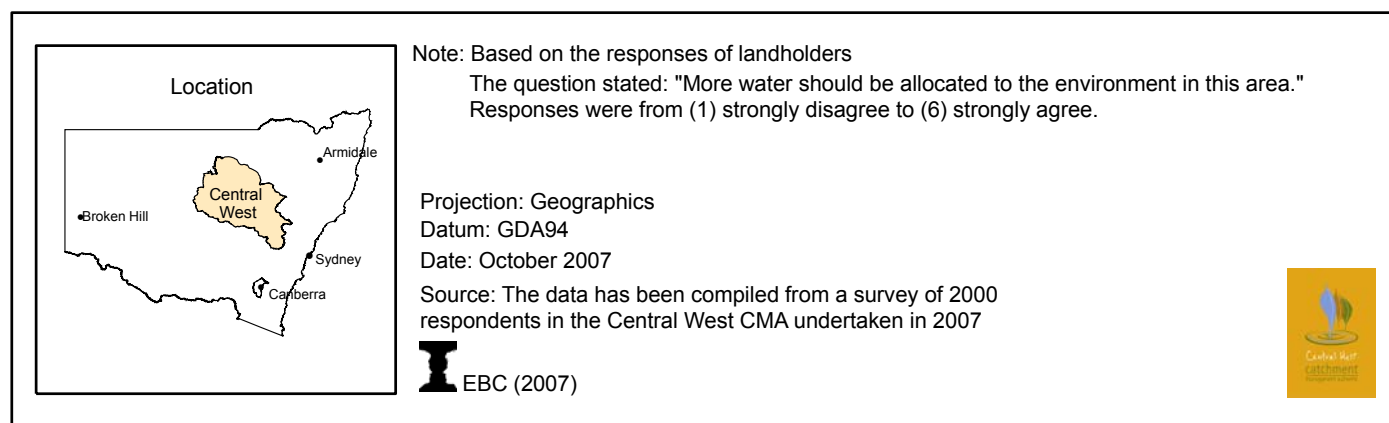 Location
Armidale
Central
West
Broken Hill
Sydney
Canberra
Note: Based on the responses of landholders
The question stated: "More water should be allocated to the environment in this area."
Responses were from (1) strongly disagree to (6) strongly agree.
Projection: Geographics
Datum: GDA94
Date: October 2007
Source: The data has been compiled from a survey of 2000
respondents in the Central West CMA undertaken in 2007
EBC (2007)
Central West
catchment